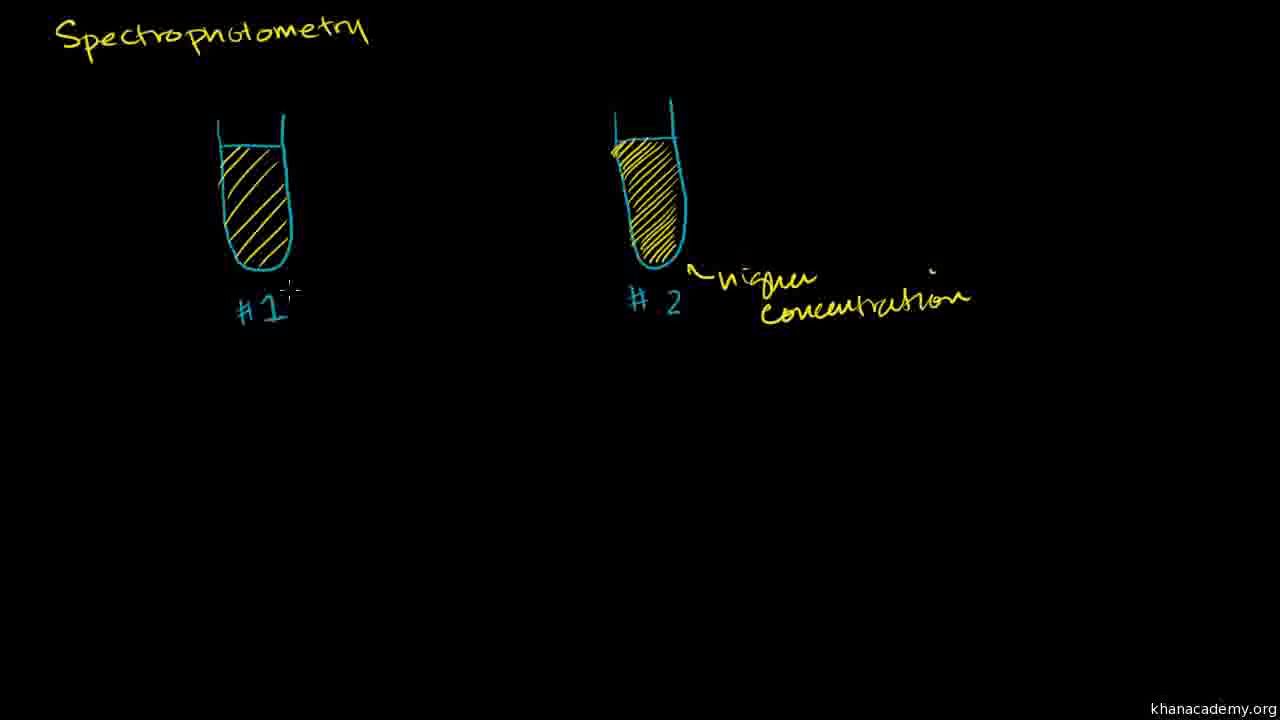 Spectrophotometry
#1
# 2
higher
concentration
khanacademy.org